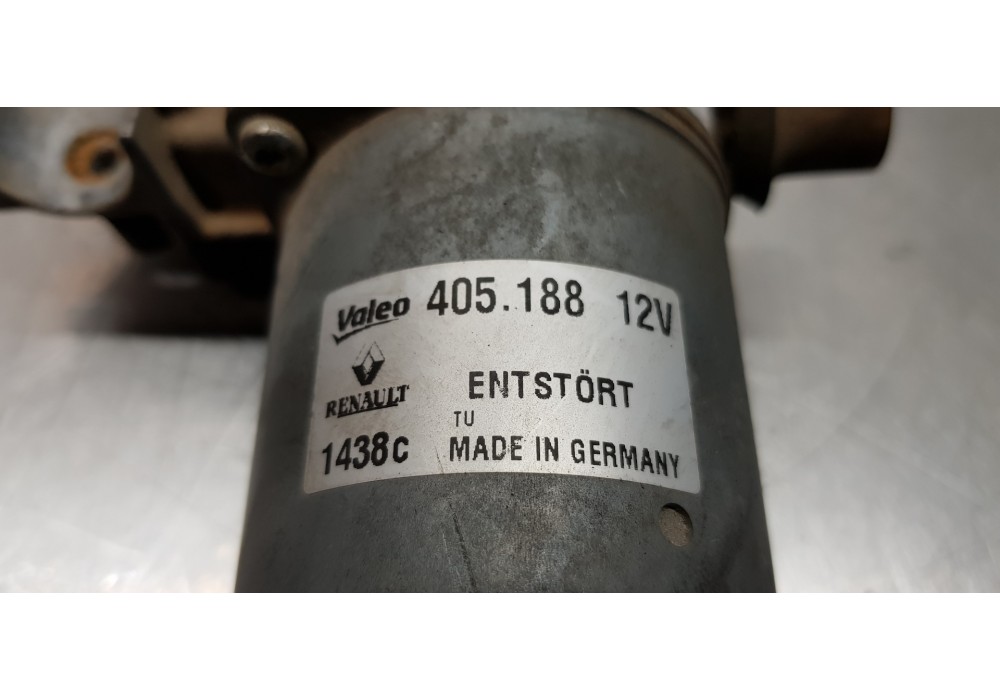 Valeo 405.188 12V
RENAULT ENTSTÖRT
TU
1438C MADE IN GERMANY